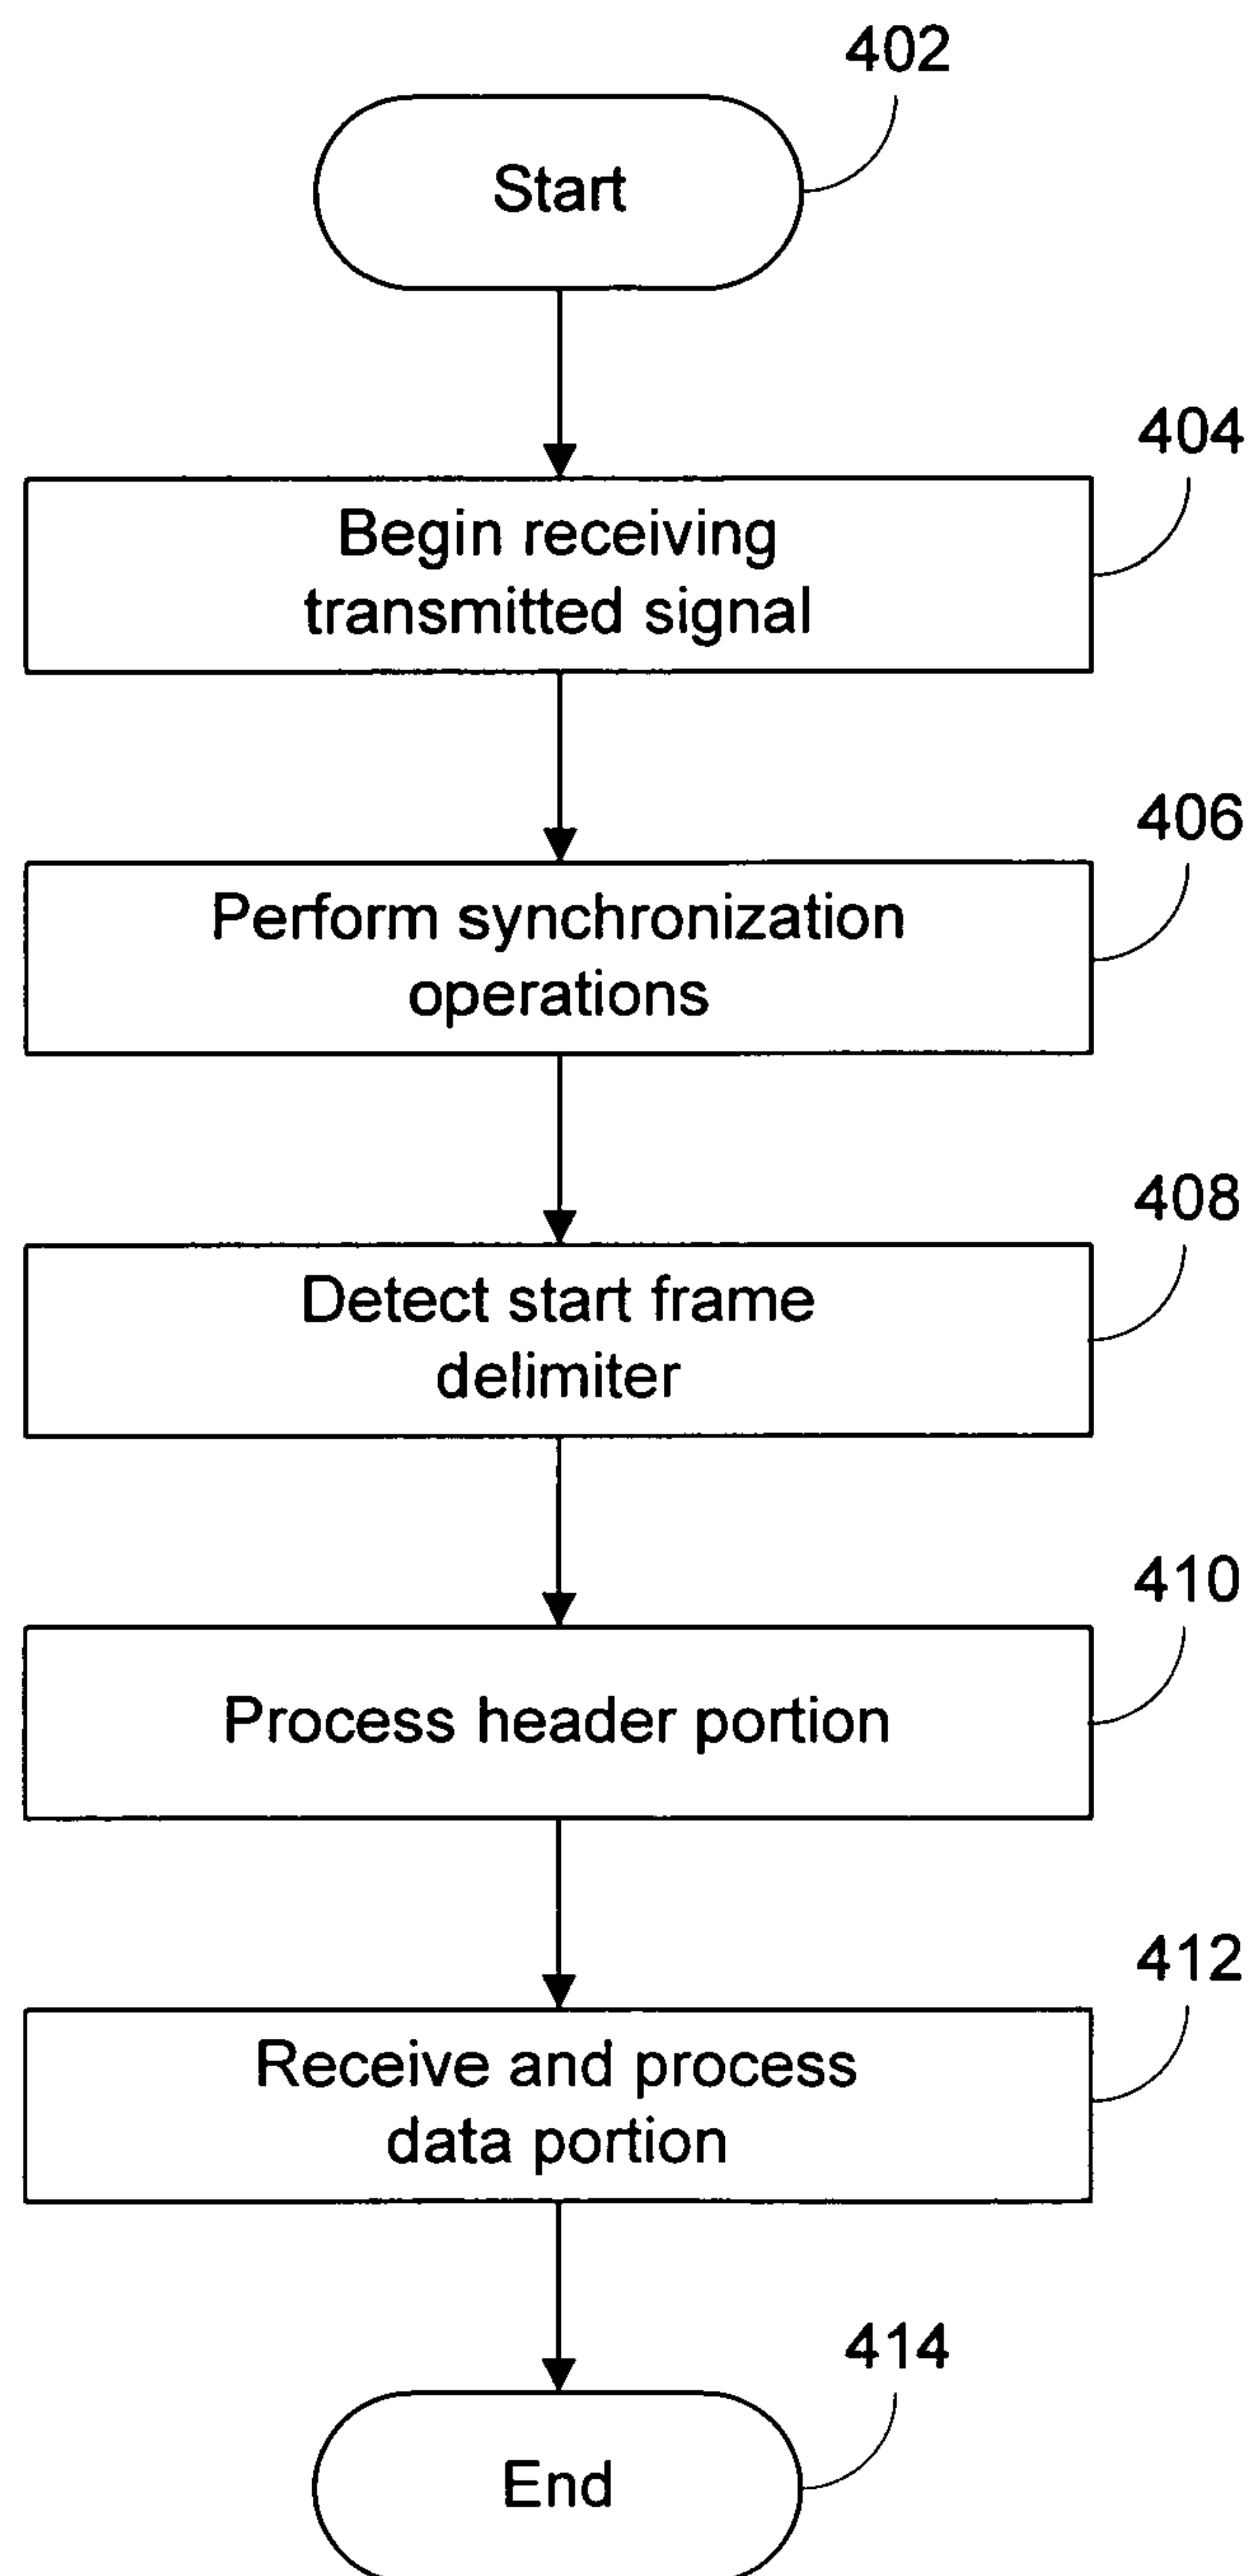 402
Start
404
Begin receiving
transmitted signal
406
Perform synchronization
operations
408
Detect start frame
delimiter
410
Process header portion
412
Receive and process
data portion
414
End